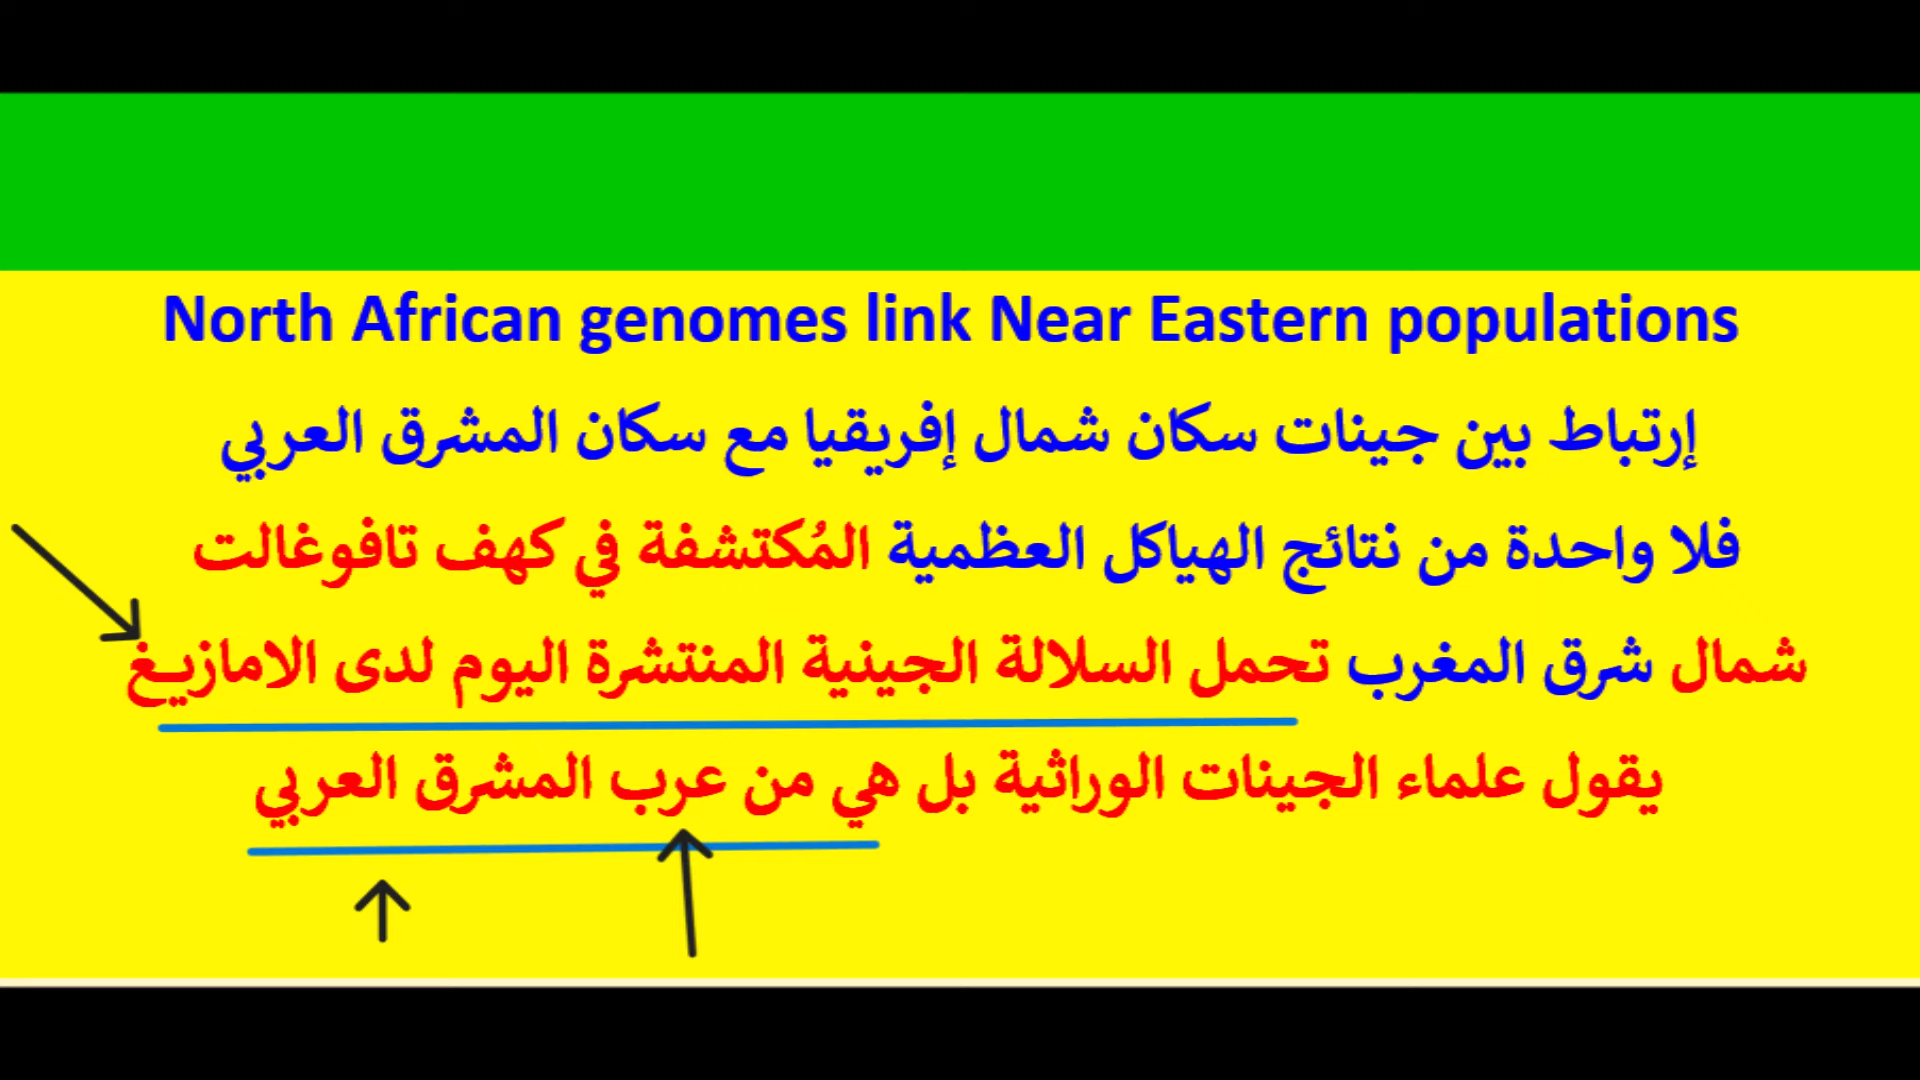 North African genomes link Near Eastern populations
إرتباط بين جينات سكان شمال إفريقيا مع سكان المشرق العربي
فلا واحدة من نتائج الهياكل العظمية المُكتشفة في كهف تافوغالت
شمال شرق المغرب تحمل السلالة الجينية المنتشرة اليوم لدى الامازيـغ
يقول علماء الجينات الوراثية بل هي من عرب المشرق العربي